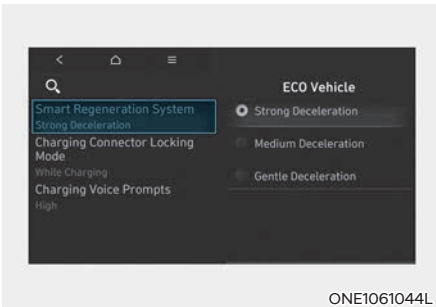 Smart Regeneration System
Strong Deceleration
Charging Connector Locking
Mode
While Charging
Charging Voice Prompts
High
ECO Vehicle
Strong Deceleration
Medium Deceleration
Gentle Deceleration
ONE1061044L